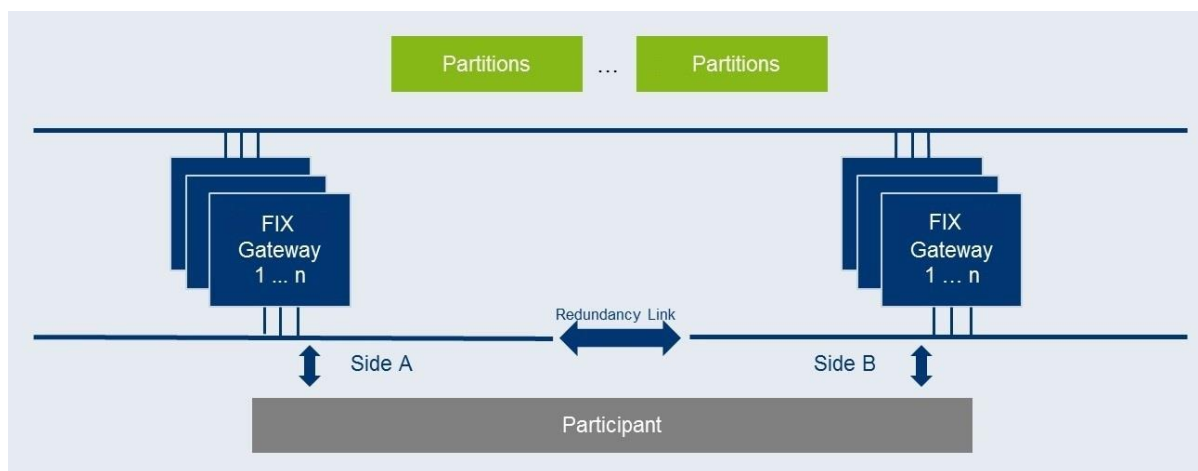 Partitions
...
Partitions
FIX
Gateway
1 ... n
FIX
Gateway
1 ... n
Redundancy Link
Side A
Side B
Participant